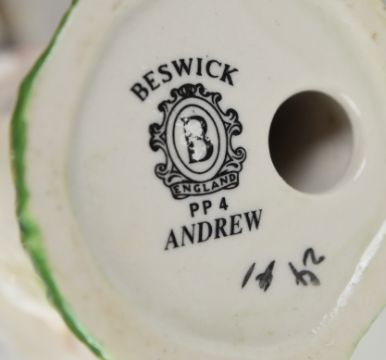 BESWICK
B
ENGLAND
PP 4
ANDREW